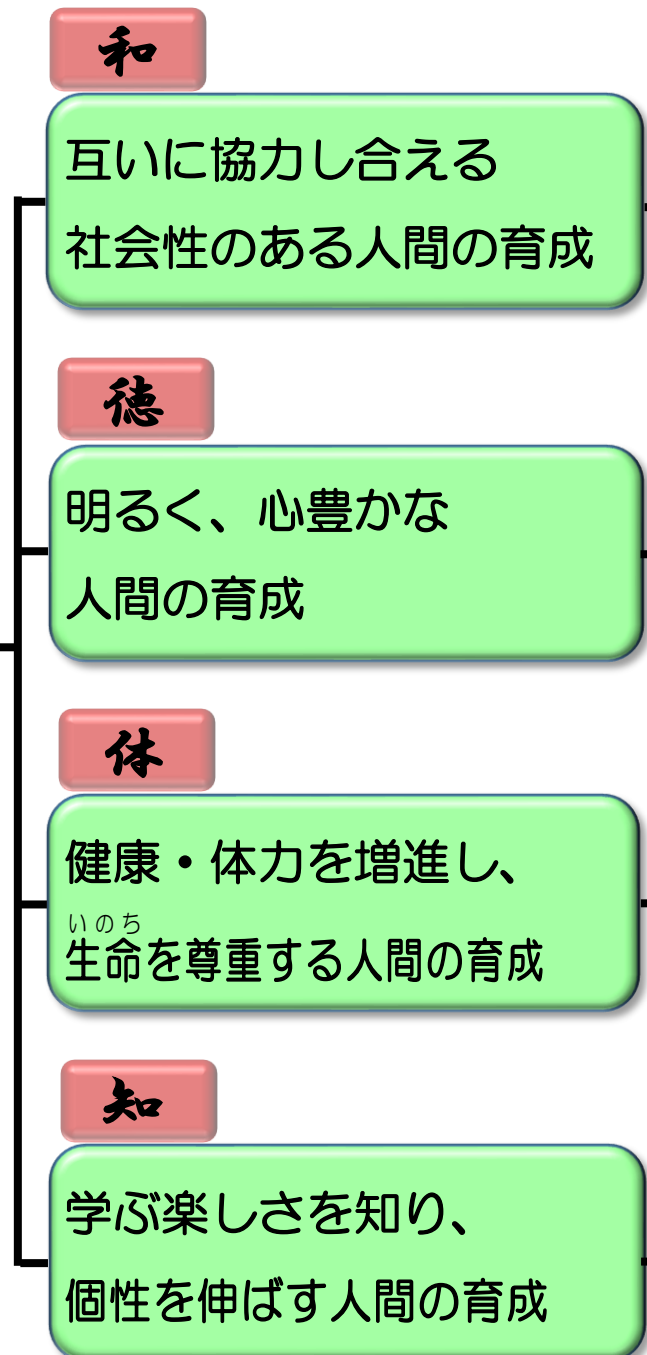 和
互いに協力し合える
社会性のある人間の育成
徳
明るく、心豊かな
人間の育成
体
健康・体力を増進し、
いのち
生命を尊重する人間の育成
知
学ぶ楽しさを知り、
個性を伸ばす人間の育成